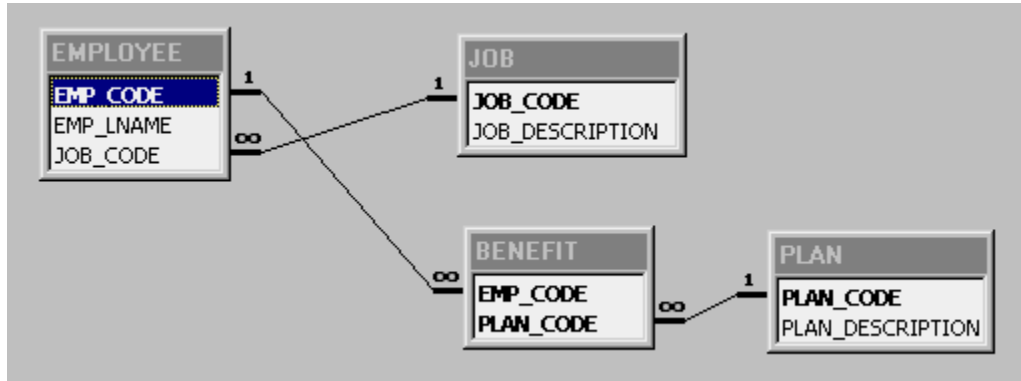 EMPLOYEE
EMP_CODE
EMP_LNAME
JOB_CODE
1
∞
1
JOB
JOB_CODE
JOB_DESCRIPTION
∞
BENEFIT
EMP_CODE
PLAN_CODE
∞
1
PLAN
PLAN_CODE
PLAN_DESCRIPTION